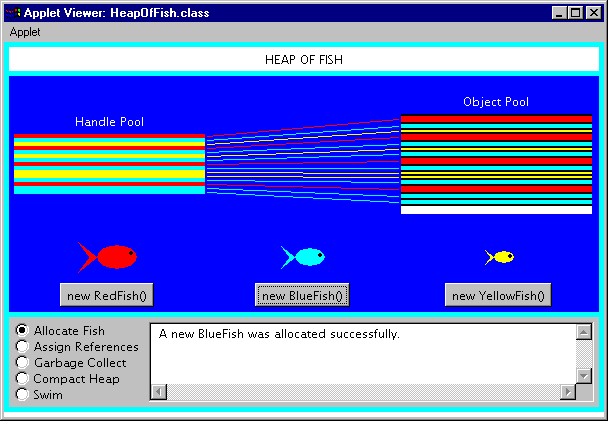 Applet Viewer: HeapOfFish.class
Applet
HEAP OF FISH
Object Pool
Handle Pool
new RedFish()
new BlueFish()
new YellowFish()
Allocate Fish
Assign References
Garbage Collect
Compact Heap
Swim
A new BlueFish was allocated successfully.